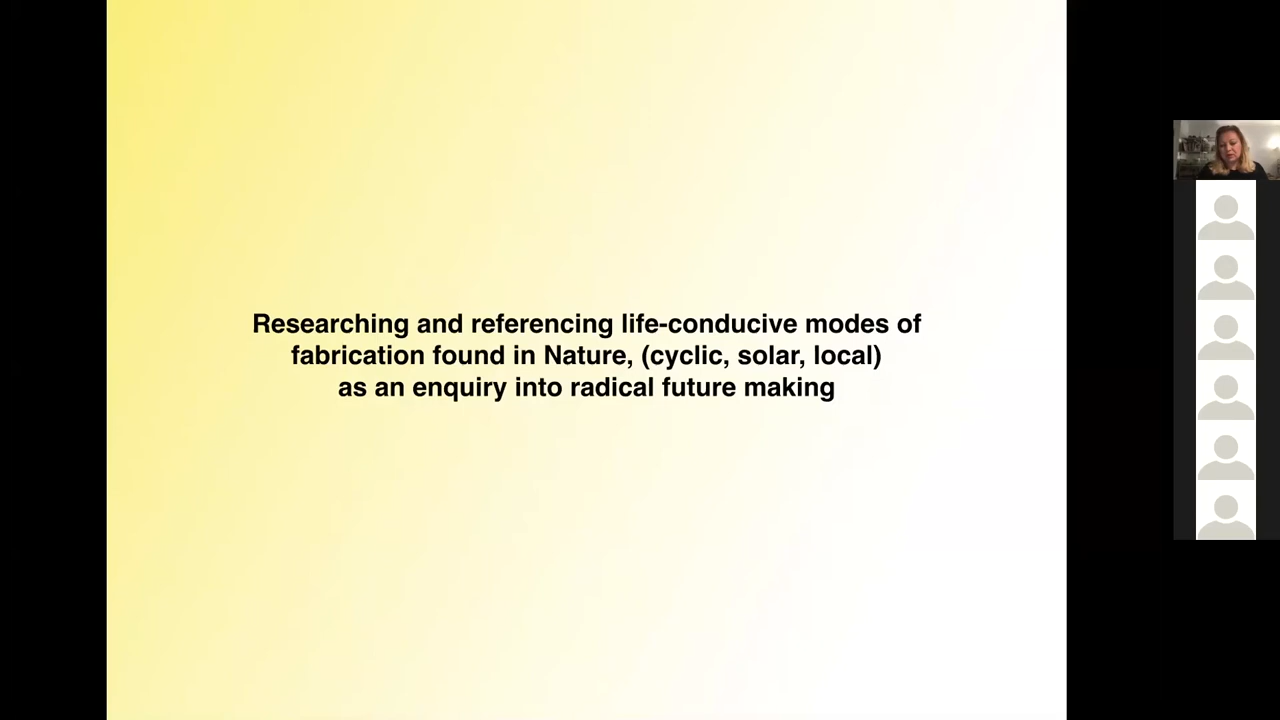 Researching and referencing life-conducive modes of
fabrication found in Nature, (cyclic, solar, local)
as an enquiry into radical future making